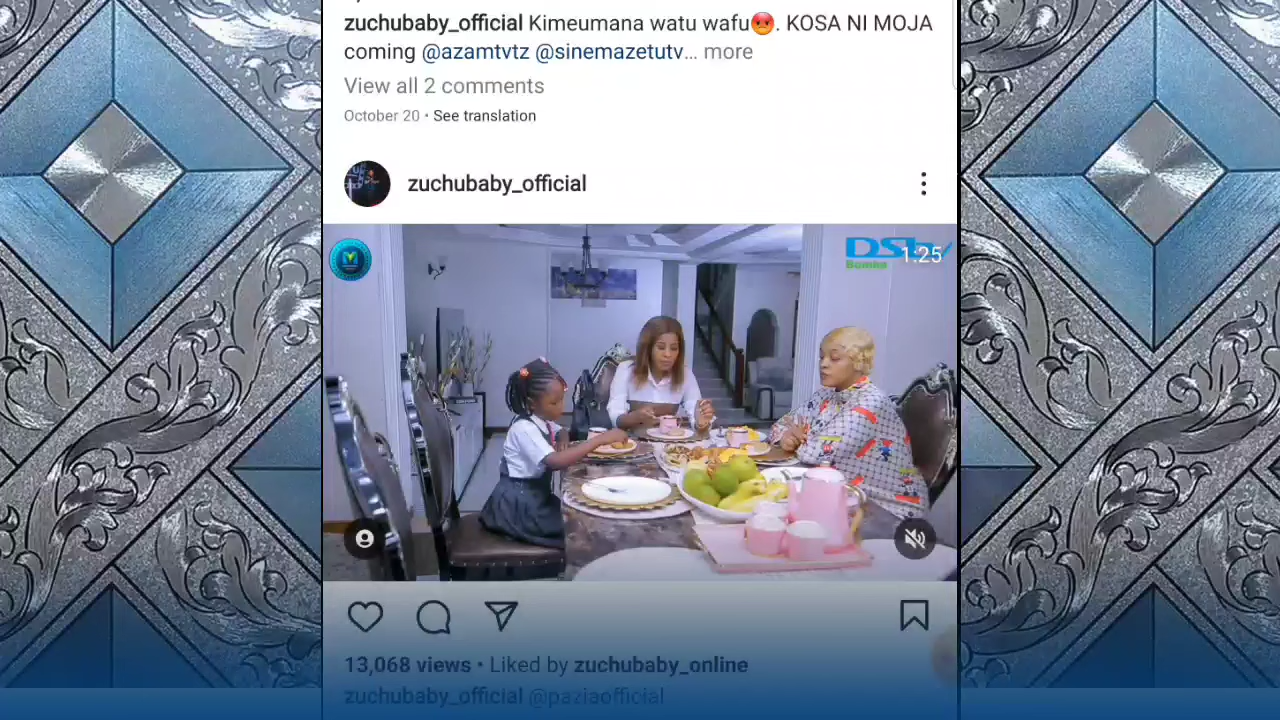 zuchubaby_official Kimeumana watu wafu😡. KOSA NI MOJA
coming @azamtvtz @sinemazetutv... more
View all 2 comments
October 20 • See translation
zuchubaby_official
DStv
Bomba
1:25
13,068 views • Liked by zuchubaby_online
zuchubaby_official @paziaofficial